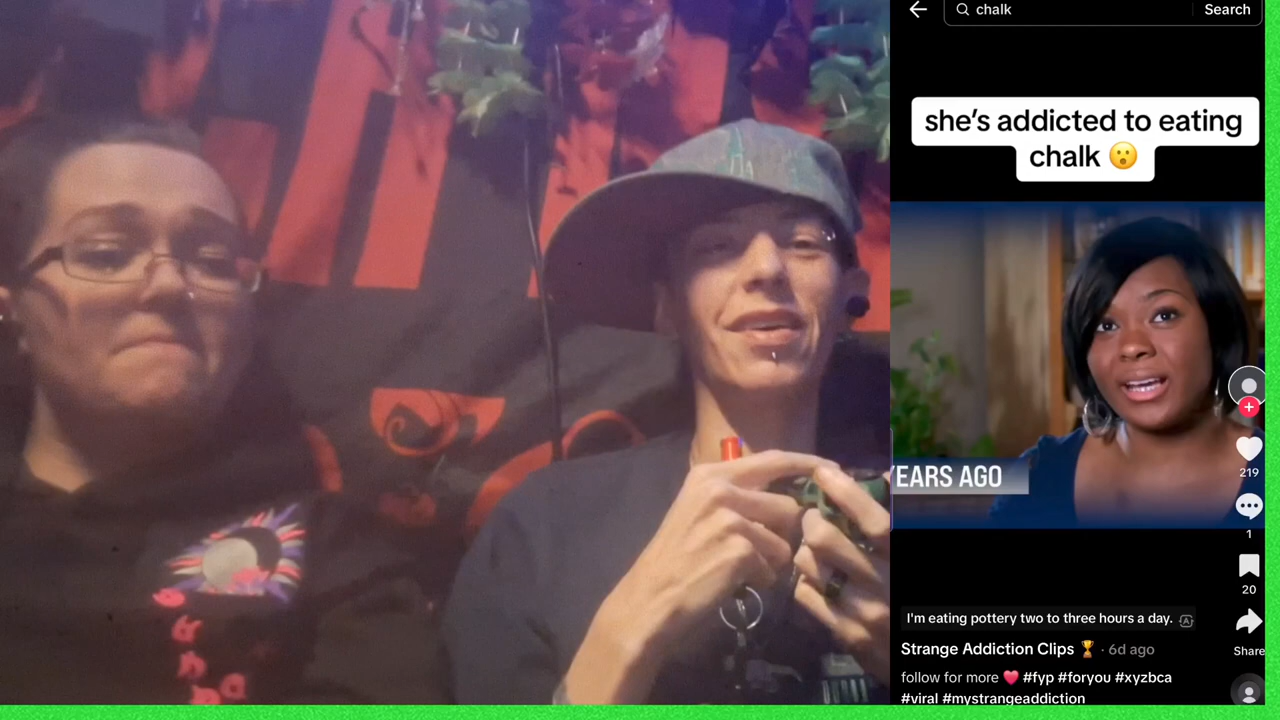 chalk
Search
she's addicted to eating
chalk 😮
YEARS AGO
219
1
20
I'm eating pottery two to three hours a day.
Share
Strange Addiction Clips 🏆 · 6d ago
follow for more ❤️ #fyp #foryou #xyzbca
#viral #mystrangeaddiction